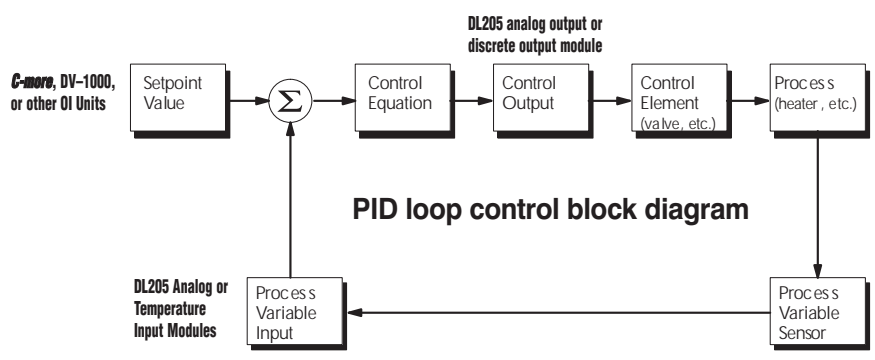 DL205 analog output or
discrete output module
C-more, DV–1000,
or other OI Units
Setpoint
Value
Σ
Control
Equation
Control
Output
Control
Element
(valve, etc.)
Process
(heater, etc.)
PID loop control block diagram
DL205 Analog or
Temperature
Input Modules
Process
Variable
Input
Process
Variable
Sensor